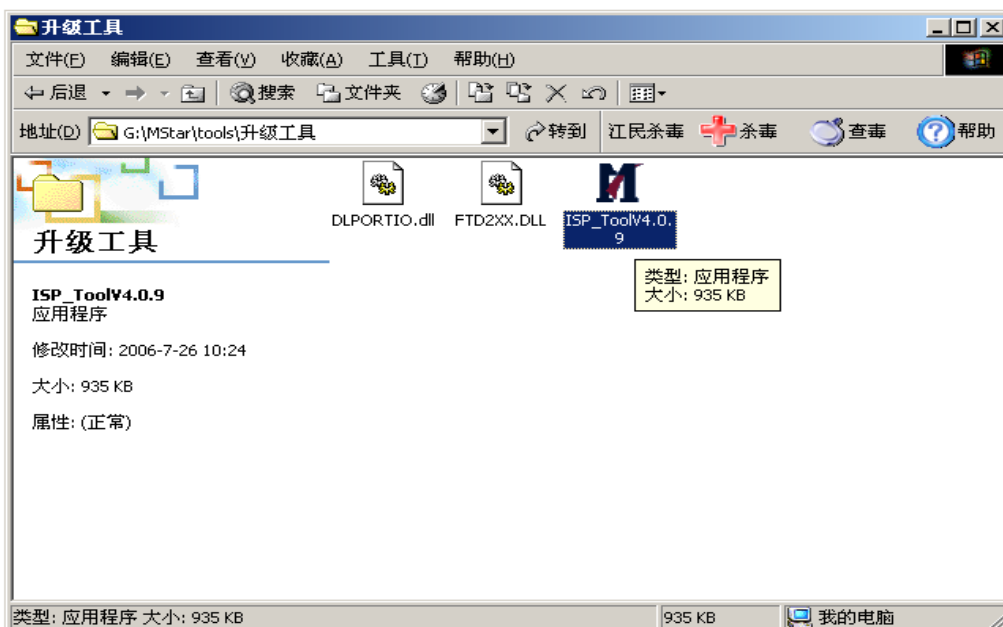 升级工具
文件(F) 编辑(E) 查看(V) 收藏(A) 工具(T) 帮助(H)
后退 搜索 文件夹
地址(D) G:\MStar\tools\升级工具 转到 江民杀毒 杀毒 查毒 帮助
升级工具
DLPORTIO.dll FTD2XX.DLL ISP_ToolV4.0.
9
类型: 应用程序
大小: 935 KB
ISP_ToolV4.0.9
应用程序
修改时间: 2006-7-26 10:24
大小: 935 KB
属性: (正常)
类型: 应用程序 大小: 935 KB 935 KB 我的电脑